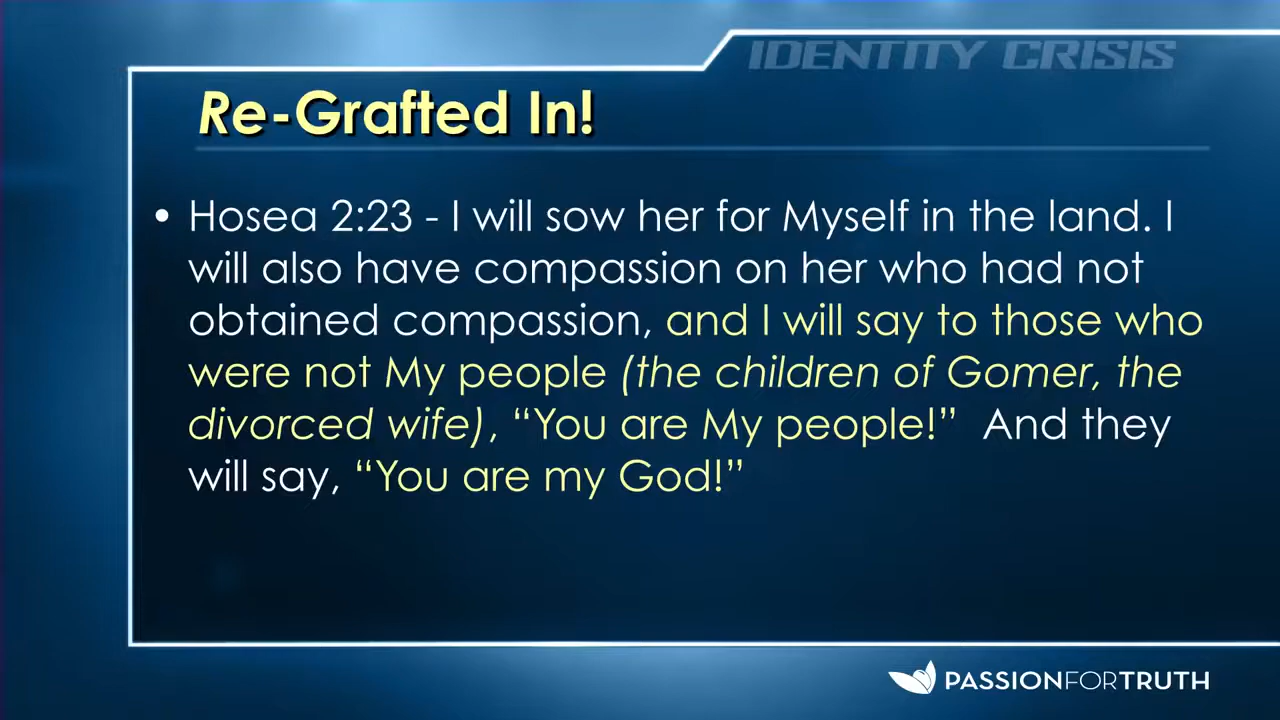 IDENTITY CRISIS
Re-Grafted In!
• Hosea 2:23 - I will sow her for Myself in the land. I
will also have compassion on her who had not
obtained compassion, and I will say to those who
were not My people (the children of Gomer, the
divorced wife), “You are My people!” And they
will say, “You are my God!”
PASSIONFORTRUTH